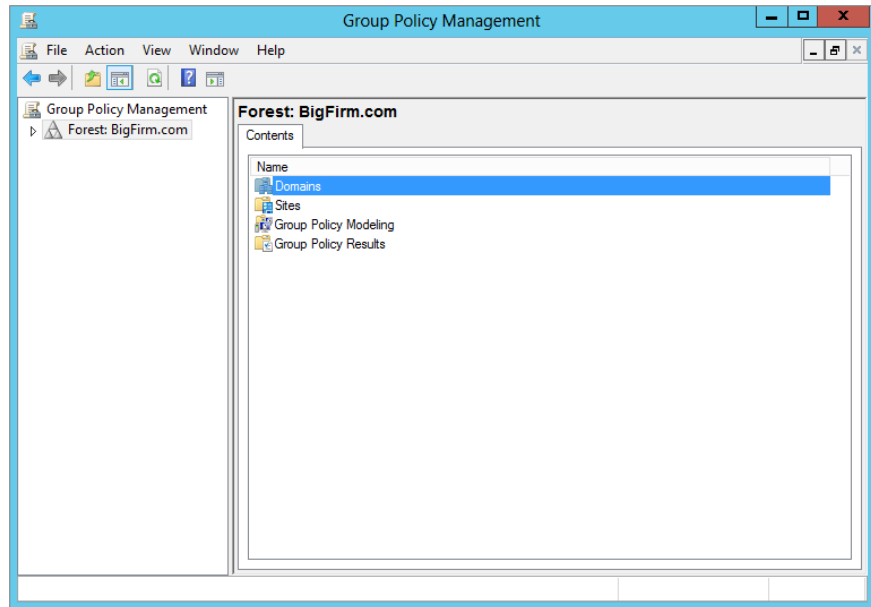 Group Policy Management
File Action View Window Help
Group Policy Management
Forest: BigFirm.com
Forest: BigFirm.com
Contents
Name
Domains
Sites
Group Policy Modeling
Group Policy Results